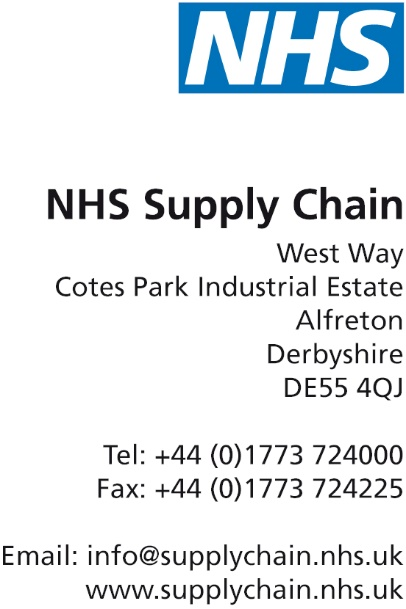 NHS
NHS Supply Chain
West Way
Cotes Park Industrial Estate
Alfreton
Derbyshire
DE55 4QJ
Tel: +44 (0)1773 724000
Fax: +44 (0)1773 724225
Email: info@supplychain.nhs.uk
www.supplychain.nhs.uk